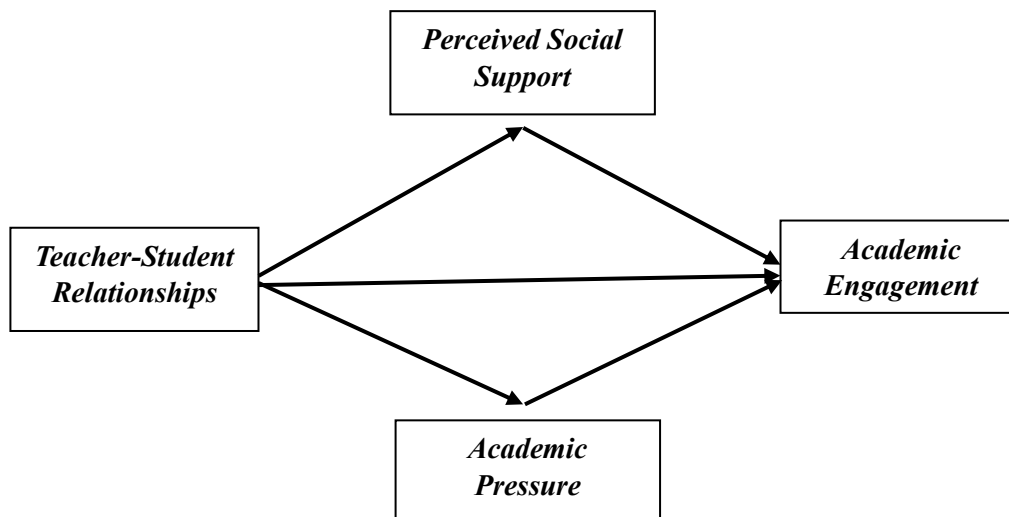 Perceived Social
Support
Teacher-Student
Relationships
Academic
Engagement
Academic
Pressure